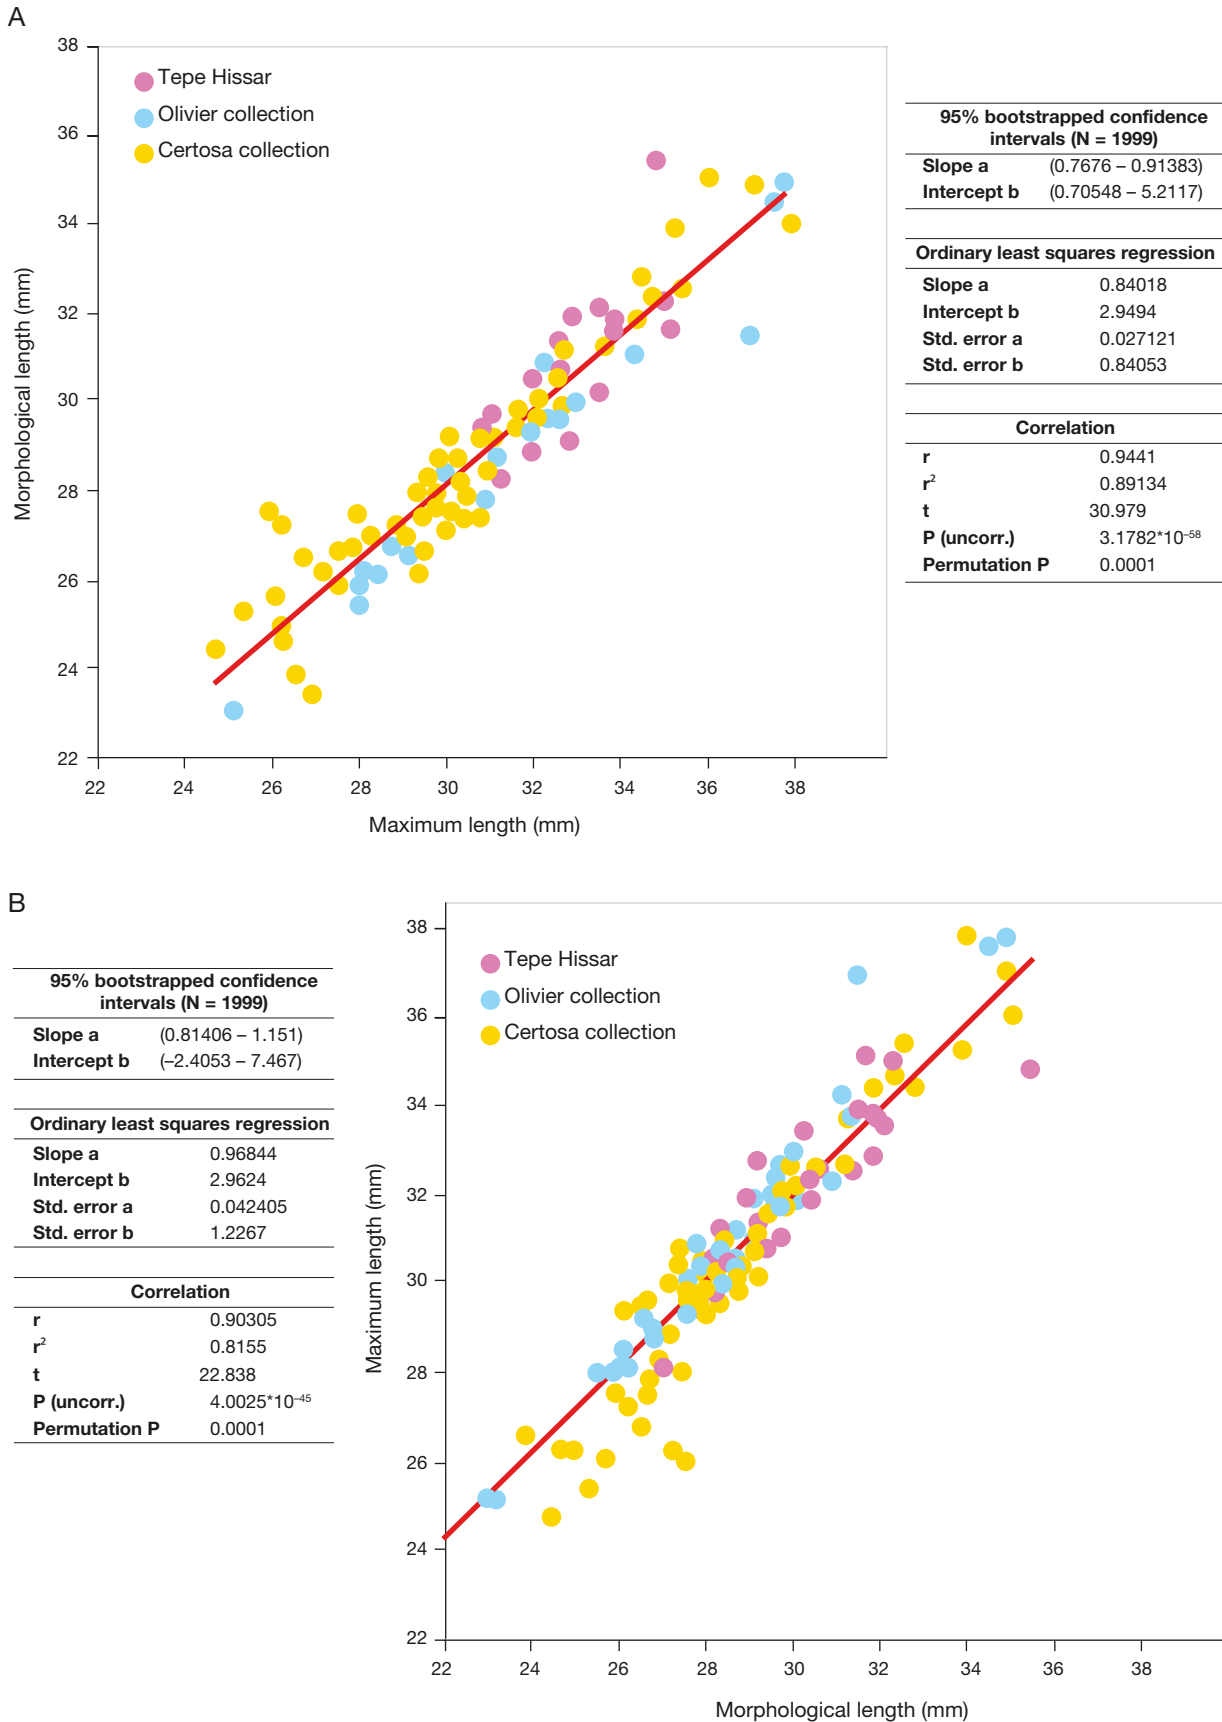 A
38
36
34
32
30
28
26
24
22
Morphological length (mm)
Tepe Hissar
Olivier collection
Certosa collection
22 24 26 28 30 32 34 36 38
Maximum length (mm)
95% bootstrapped confidence
intervals (N = 1999)
Slope a (0.7676 – 0.91383)
Intercept b (0.70548 – 5.2117)
Ordinary least squares regression
Slope a 0.84018
Intercept b 2.9494
Std. error a 0.027121
Std. error b 0.84053
Correlation
r 0.9441
r² 0.89134
t 30.979
P (uncorr.) 3.1782*10⁻⁵⁸
Permutation P 0.0001
B
95% bootstrapped confidence
intervals (N = 1999)
Slope a (0.81406 – 1.151)
Intercept b (–2.4053 – 7.467)
Ordinary least squares regression
Slope a 0.96844
Intercept b 2.9624
Std. error a 0.042405
Std. error b 1.2267
Correlation
r 0.90305
r² 0.8155
t 22.838
P (uncorr.) 4.0025*10⁻⁴⁵
Permutation P 0.0001
38
36
34
32
30
28
26
24
22
Maximum length (mm)
Tepe Hissar
Olivier collection
Certosa collection
22 24 26 28 30 32 34 36 38
Morphological length (mm)